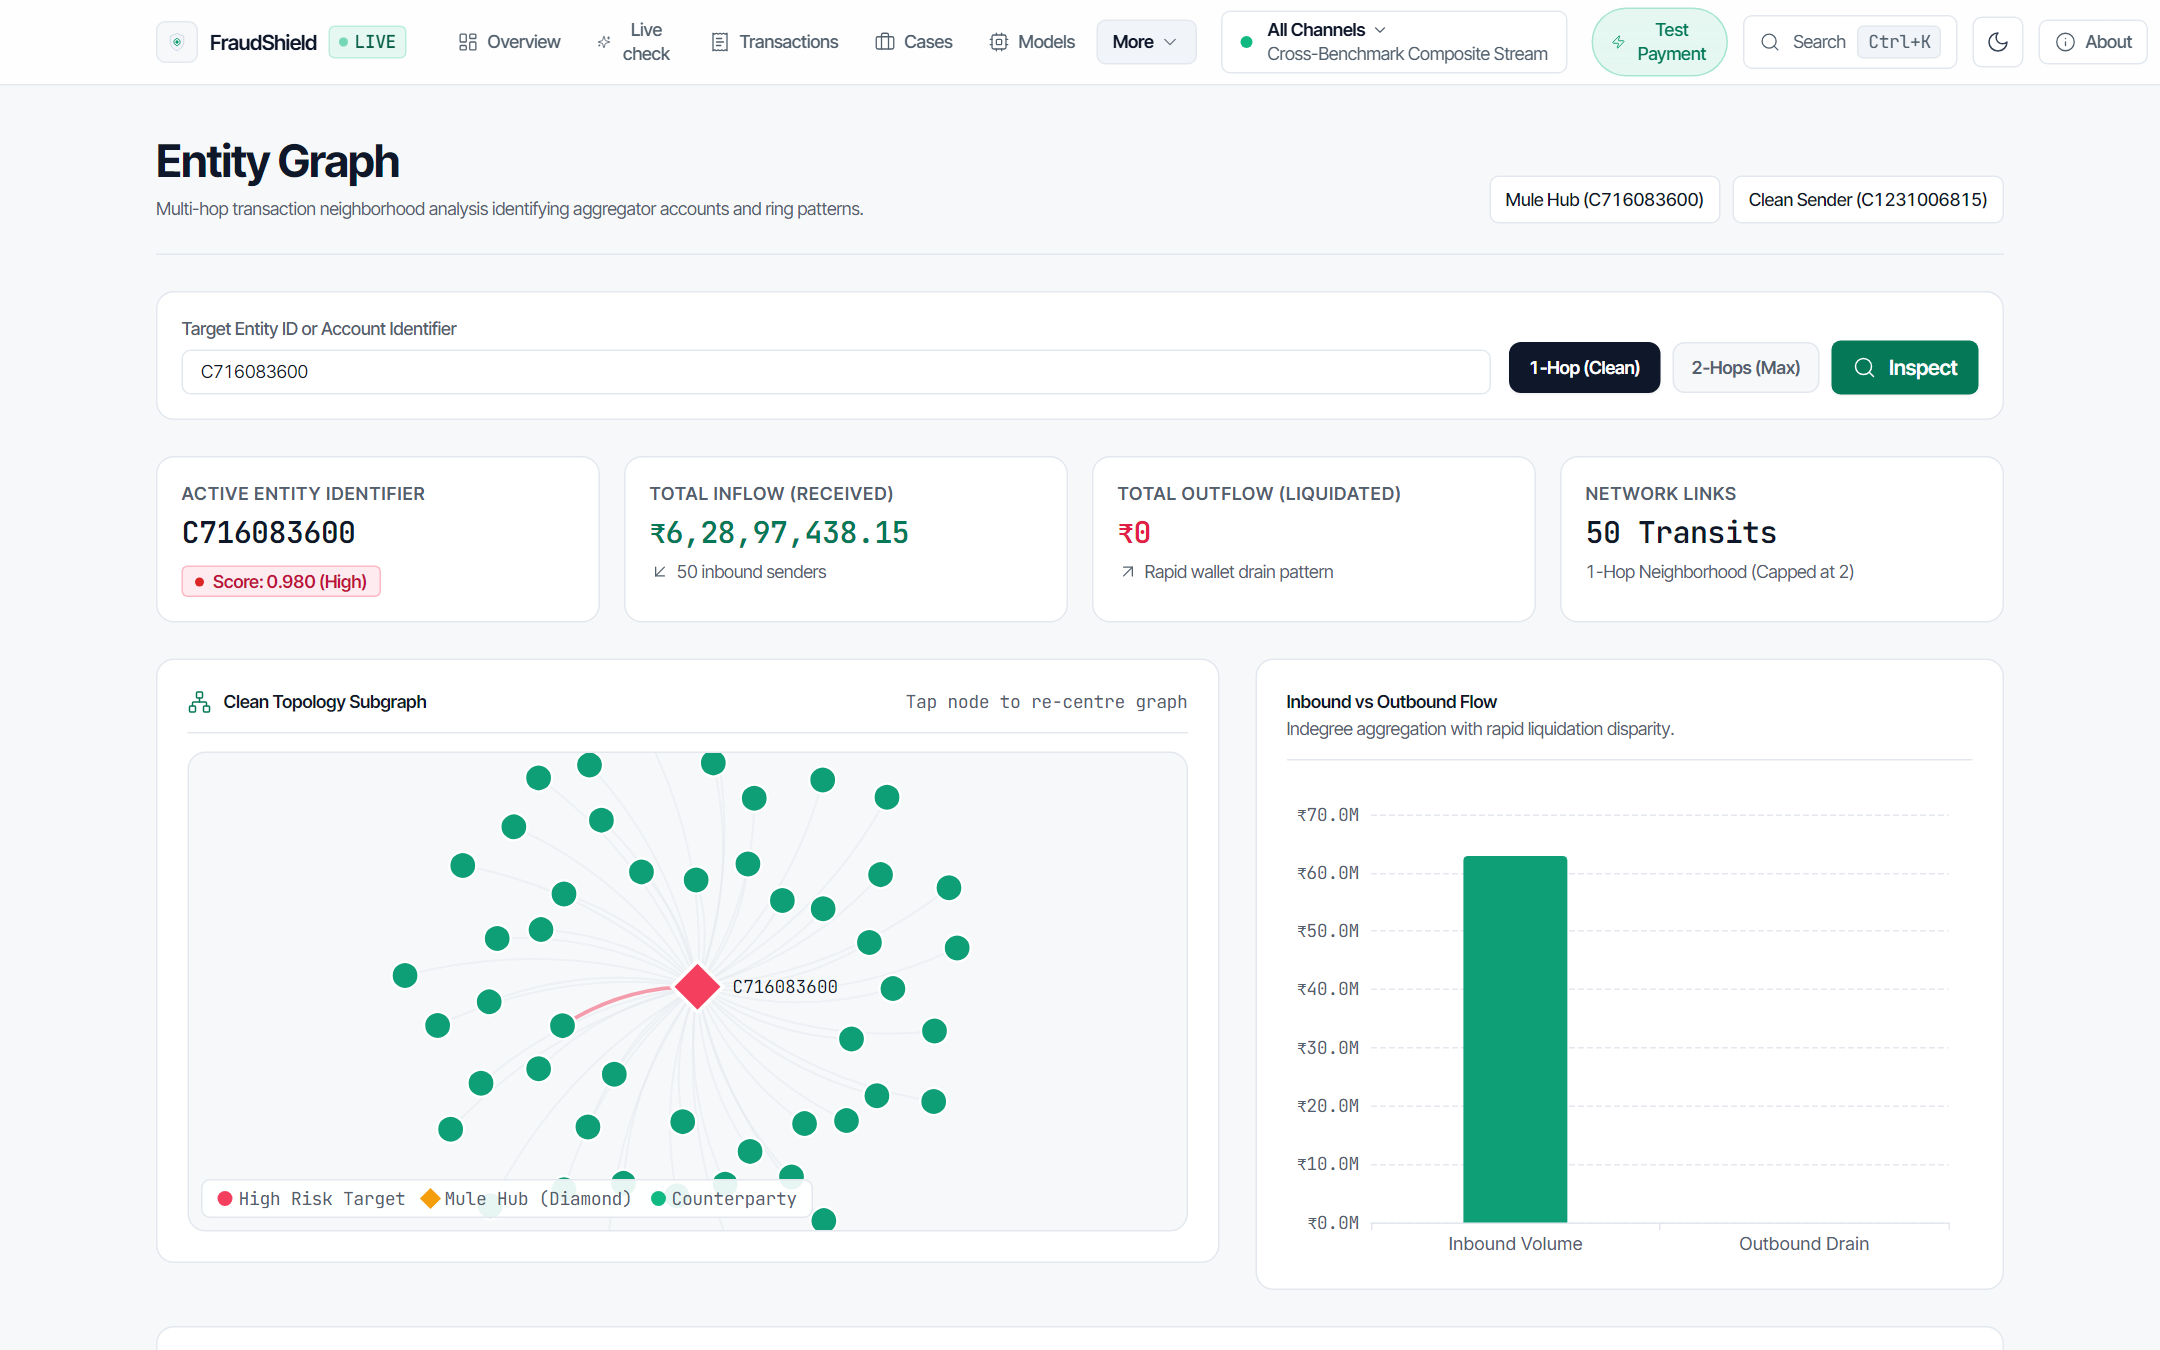 FraudShield
LIVE
Overview
Live check
Transactions
Cases
Models
More
All Channels
Cross-Benchmark Composite Stream
Test Payment
Search Ctrl+K
About
Entity Graph
Multi-hop transaction neighborhood analysis identifying aggregator accounts and ring patterns.
Mule Hub (C716083600)
Clean Sender (C1231006815)
Target Entity ID or Account Identifier
C716083600
1-Hop (Clean)
2-Hops (Max)
Inspect
ACTIVE ENTITY IDENTIFIER
C716083600
Score: 0.980 (High)
TOTAL INFLOW (RECEIVED)
₹6,28,97,438.15
50 inbound senders
TOTAL OUTFLOW (LIQUIDATED)
₹0
Rapid wallet drain pattern
NETWORK LINKS
50 Transits
1-Hop Neighborhood (Capped at 2)
Clean Topology Subgraph
Tap node to re-centre graph
C716083600
High Risk Target
Mule Hub (Diamond)
Counterparty
Inbound vs Outbound Flow
Indegree aggregation with rapid liquidation disparity.
₹70.0M
₹60.0M
₹50.0M
₹40.0M
₹30.0M
₹20.0M
₹10.0M
₹0.0M
Inbound Volume
Outbound Drain